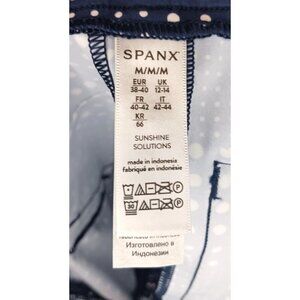 SPANX
M/M/M
EUR UK
38-40 12-14
FR IT
40-42 42-44
KR
66
SUNSHINE
SOLUTIONS
made in indonesia
fabriqué en indonésie
30
Изготовлено в
Индонезии